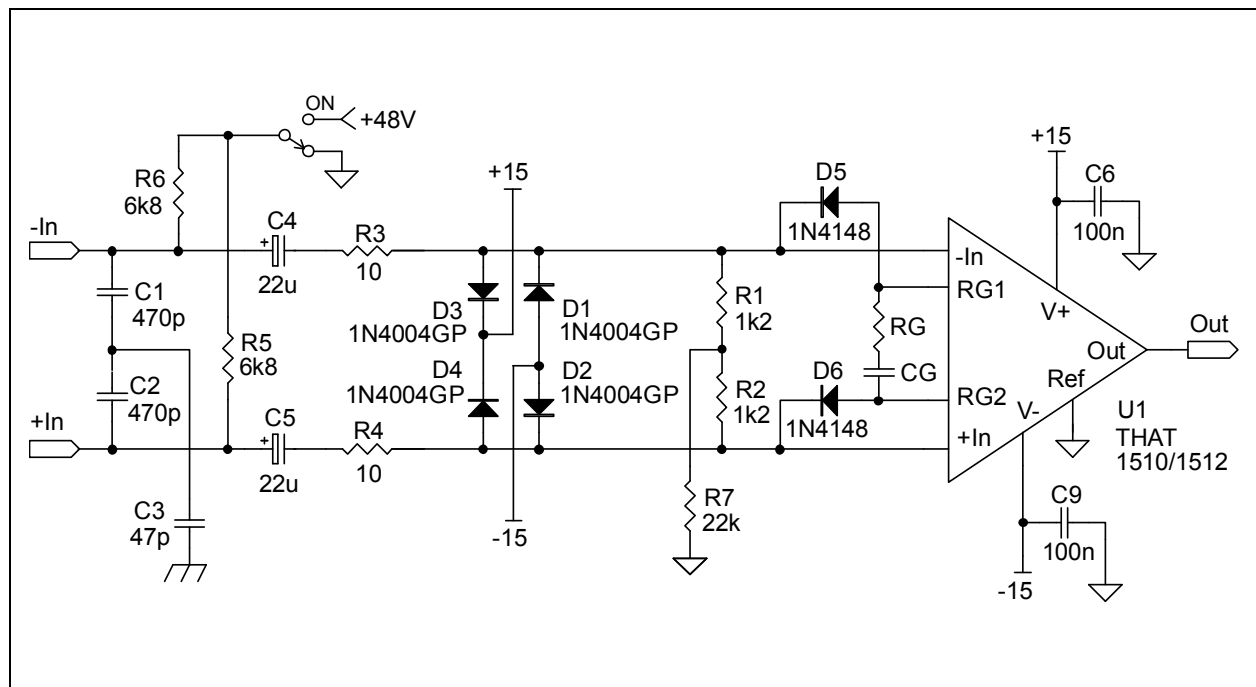 ON
+48V
R6
6k8
-In
C4
+
22u
R3
10
+15
D5
1N4148
+15
C6
100n
C1
470p
R5
6k8
D3
1N4004GP
D1
1N4004GP
R1
1k2
RG
-In
RG1
V+
Out
Out
C2
470p
D4
1N4004GP
D2
1N4004GP
R2
1k2
D6
1N4148
CG
RG2
+In
Ref
V-
U1
THAT
1510/1512
+In
C5
+
22u
R4
10
C3
47p
-15
R7
22k
C9
100n
-15